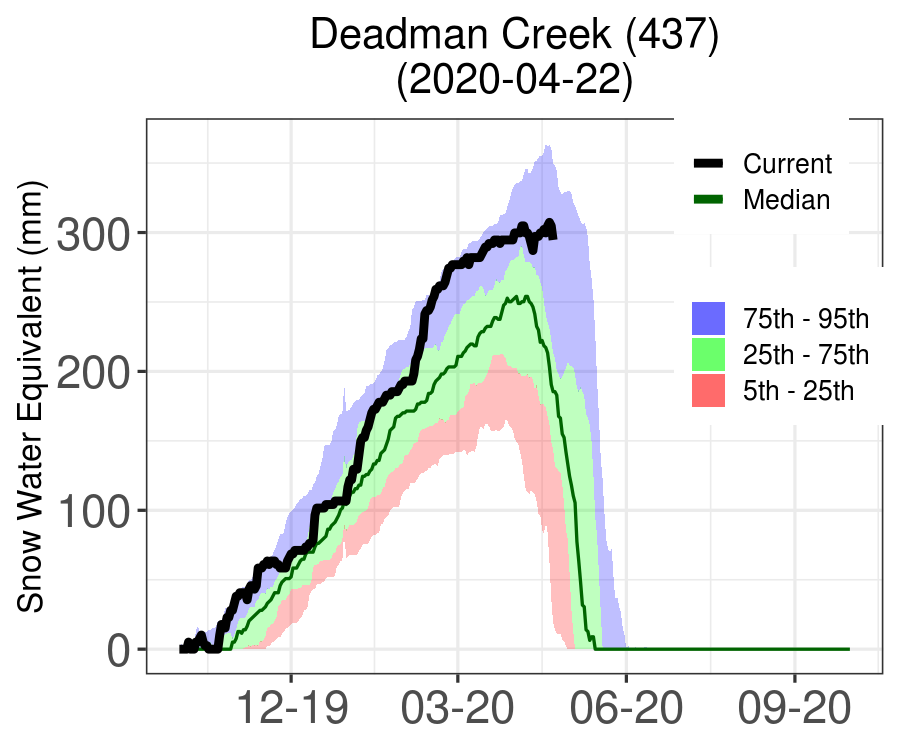 Deadman Creek (437)
(2020-04-22)
Snow Water Equivalent (mm)
300
200
100
0
12-19
03-20
06-20
09-20
Current
Median
75th - 95th
25th - 75th
5th - 25th